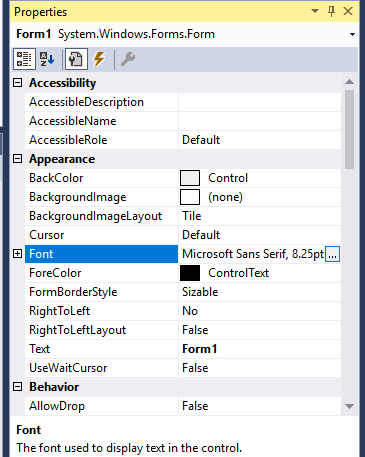 Properties
Form1 System.Windows.Forms.Form
Accessibility
AccessibleDescription
AccessibleName
AccessibleRole Default
Appearance
BackColor Control
BackgroundImage (none)
BackgroundImageLayout Tile
Cursor Default
Font Microsoft Sans Serif, 8.25pt ...
ForeColor ControlText
FormBorderStyle Sizable
RightToLeft No
RightToLeftLayout False
Text Form1
UseWaitCursor False
Behavior
AllowDrop False
Font
The font used to display text in the control.